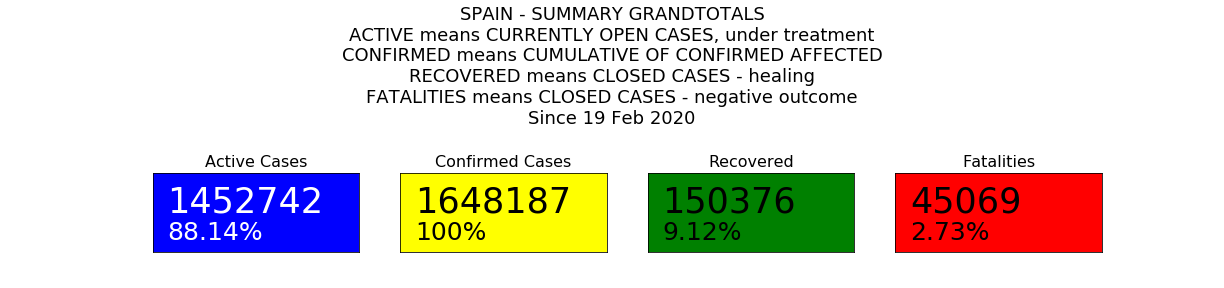 SPAIN - SUMMARY GRANDTOTALS
ACTIVE means CURRENTLY OPEN CASES, under treatment
CONFIRMED means CUMULATIVE OF CONFIRMED AFFECTED
RECOVERED means CLOSED CASES - healing
FATALITIES means CLOSED CASES - negative outcome
Since 19 Feb 2020
Active Cases
1452742
88.14%
Confirmed Cases
1648187
100%
Recovered
150376
9.12%
Fatalities
45069
2.73%